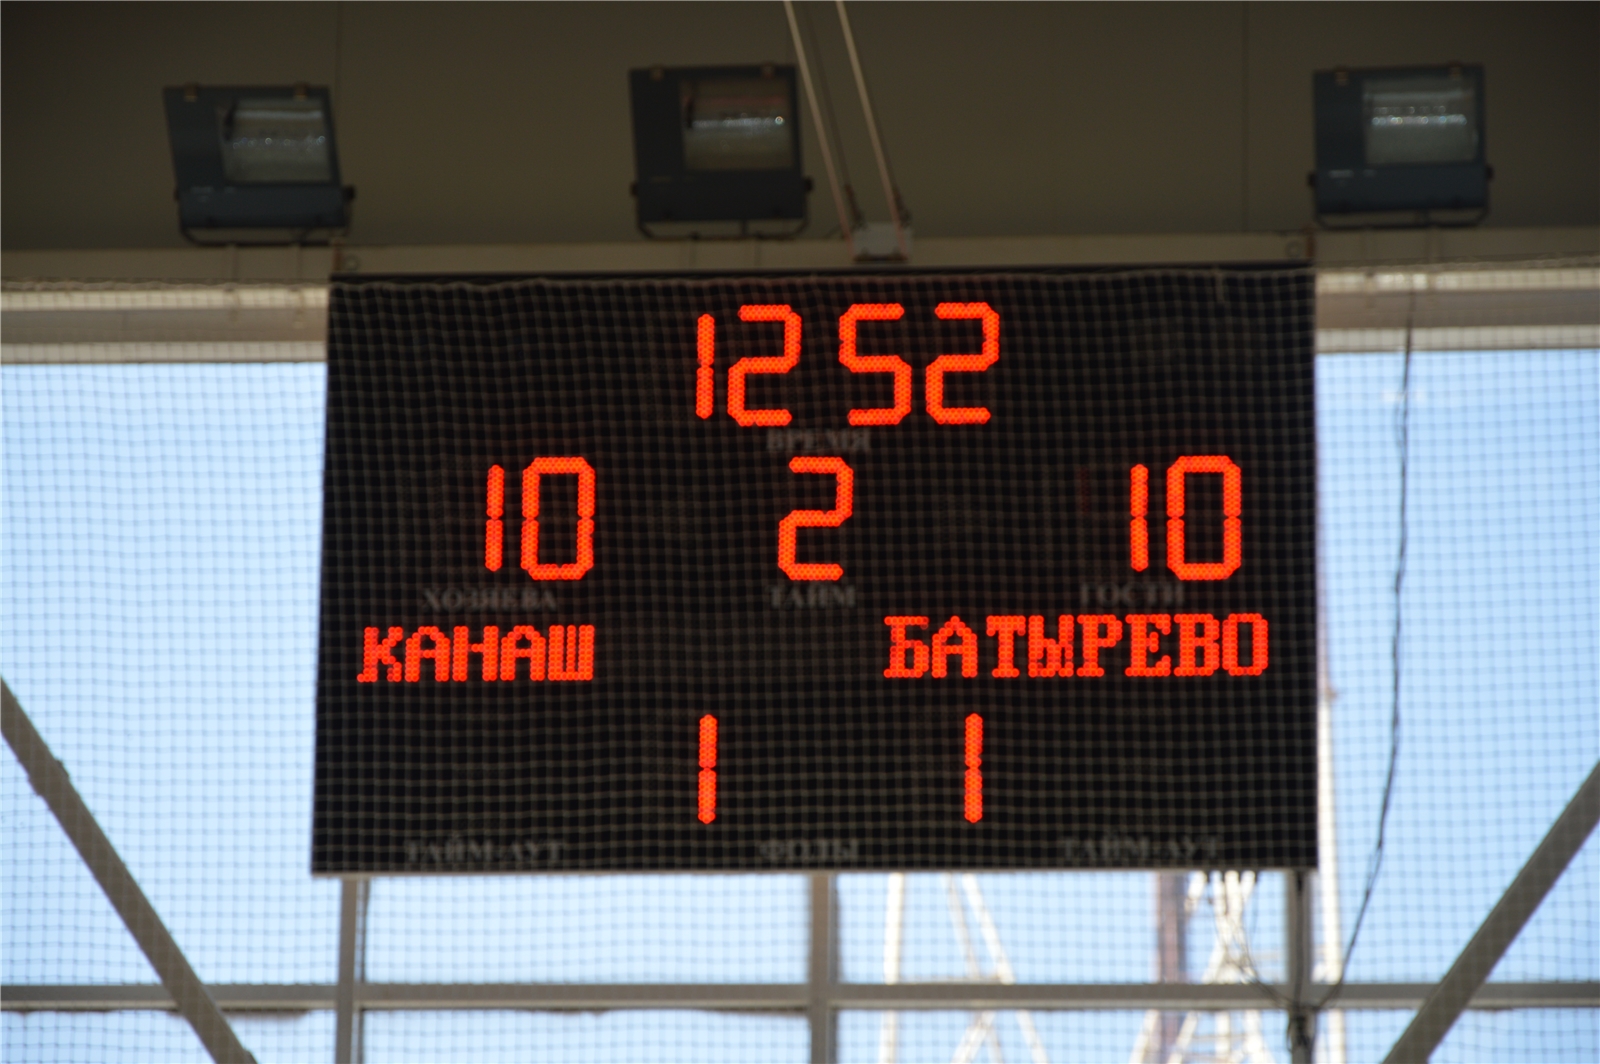 12 52
ВРЕМЯ
10 2 10
ХОЗЯЕВА ТАЙМ ГОСТИ
КАНАШ БАТЫРЕВО
1 1
ТАЙМ-АУТ ФОЛЫ ТАЙМ-АУТ